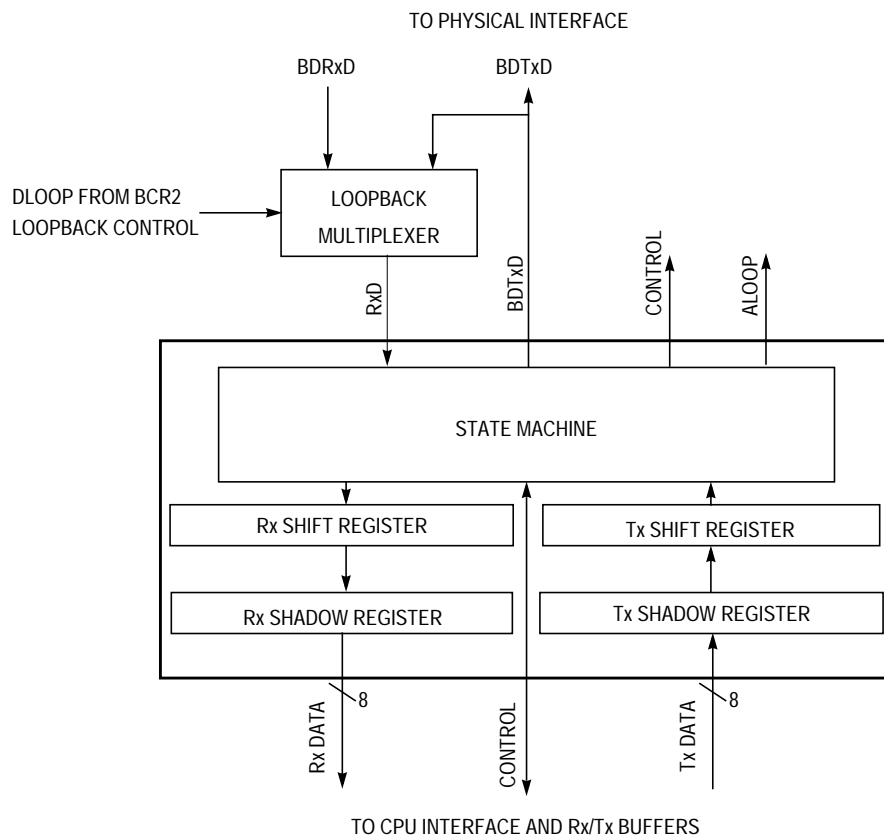 TO PHYSICAL INTERFACE
BDRxD
BDTxD
DLOOP FROM BCR2
LOOPBACK CONTROL
LOOPBACK
MULTIPLEXER
RxD
BDTxD
CONTROL
ALOOP
STATE MACHINE
Rx SHIFT REGISTER
Tx SHIFT REGISTER
Rx SHADOW REGISTER
Tx SHADOW REGISTER
8
8
Rx DATA
CONTROL
Tx DATA
TO CPU INTERFACE AND Rx/Tx BUFFERS